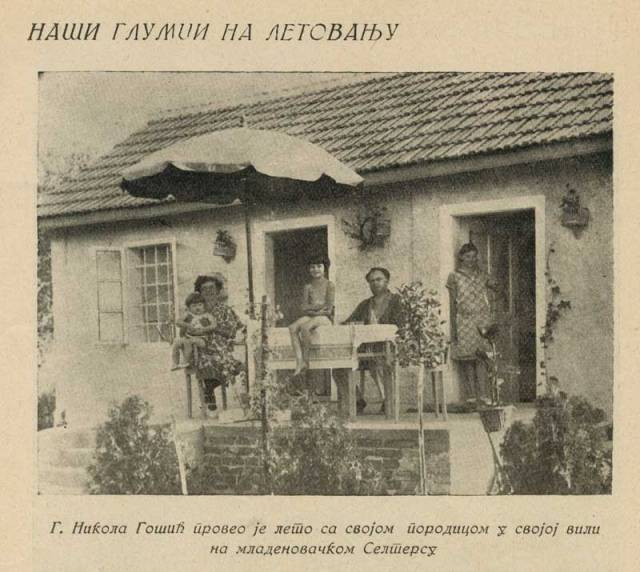 НАШИ ГЛУМЦИ НА ЛЕТОВАЊУ
Г. Никола Гошић провео је лето са својом породицом у својој вили
на младеновачком Селтерсу